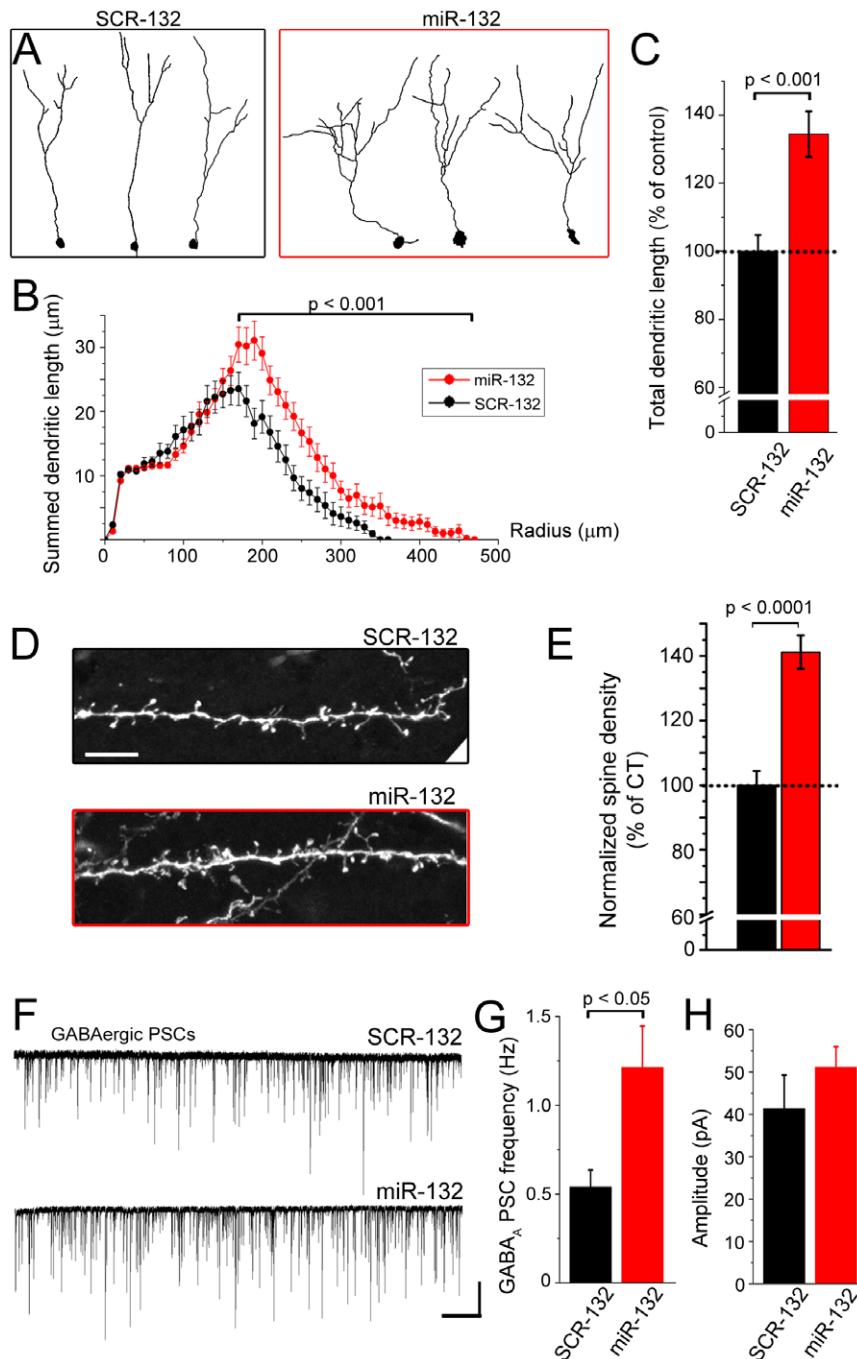 SCR-132
miR-132
A
B
Summed dendritic length (μm)
30
20
10
0
100
200
300
400
500
Radius (μm)
p < 0.001
miR-132
SCR-132
C
Total dendritic length (% of control)
p < 0.001
140
120
100
80
60
0
SCR-132
miR-132
D
SCR-132
miR-132
E
Normalized spine density
(% of CT)
p < 0.0001
140
120
100
80
60
0
F
GABAergic PSCs
SCR-132
miR-132
G
GABAA PSC frequency (Hz)
p < 0.05
1.5
1.0
0.5
0
SCR-132
miR-132
H
Amplitude (pA)
60
50
40
30
20
10
0
SCR-132
miR-132